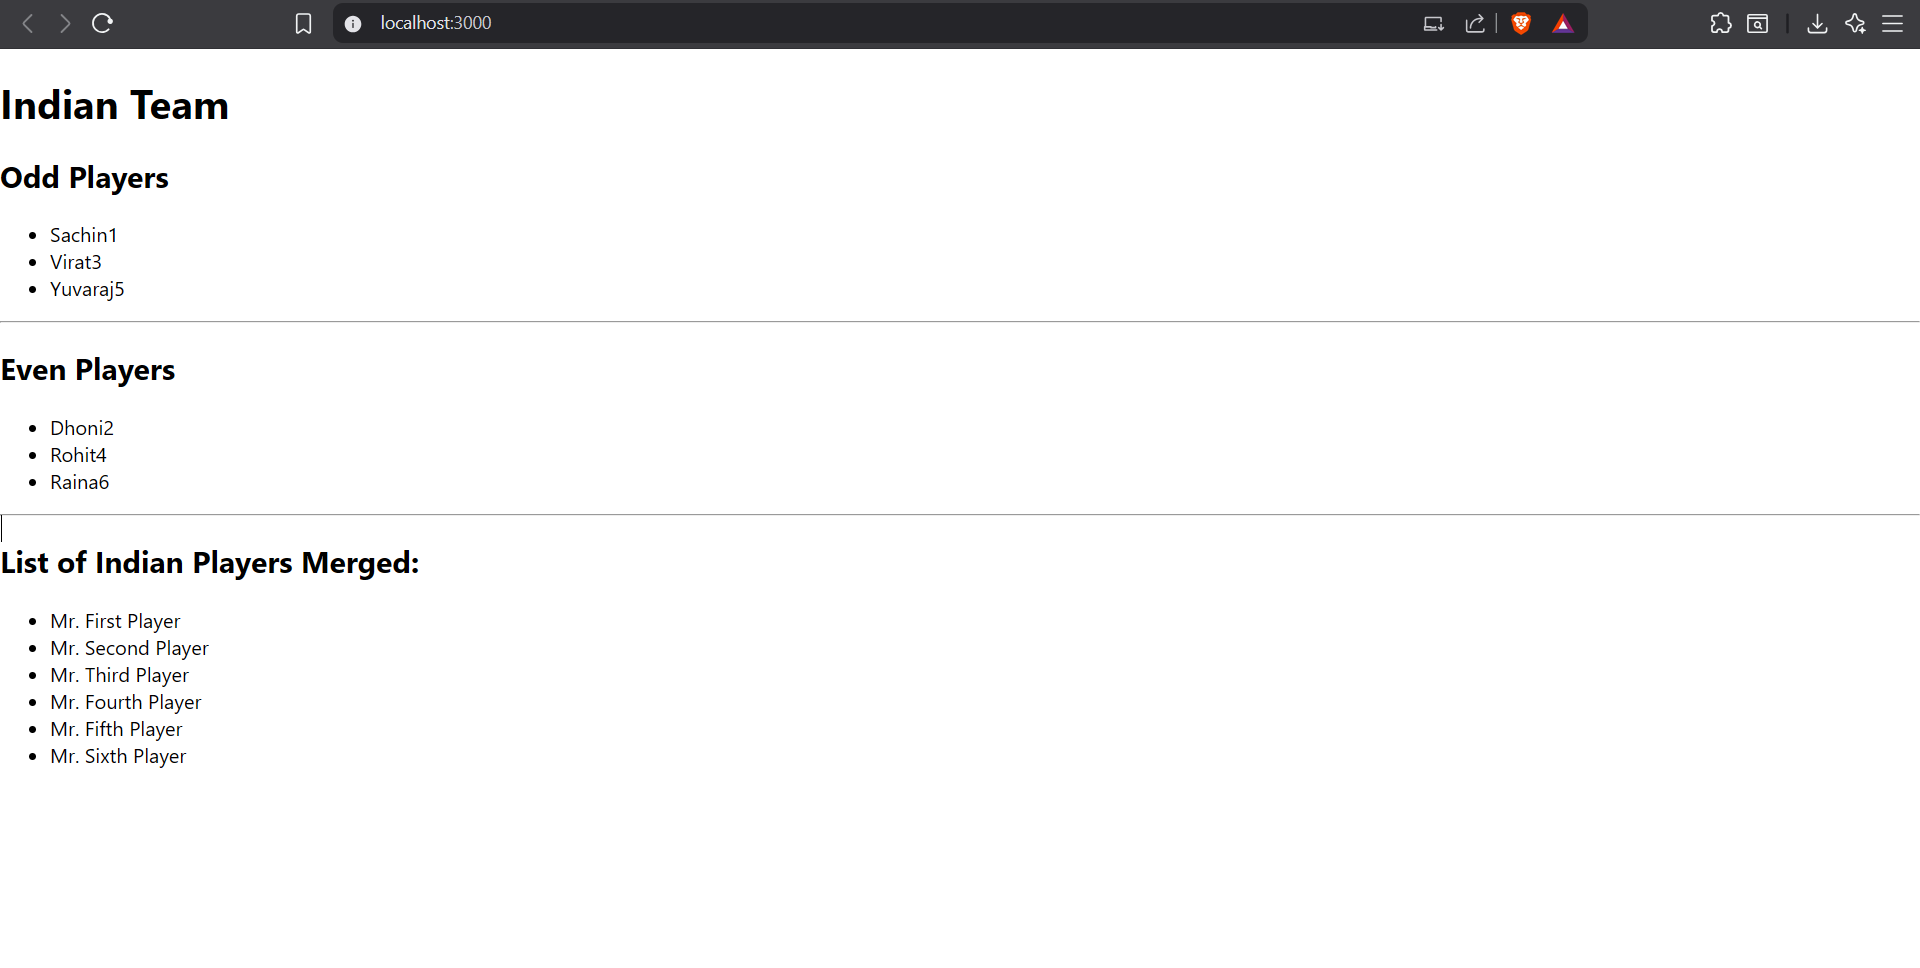 localhost:3000
Indian Team
Odd Players
Sachin1
Virat3
Yuvaraj5
Even Players
Dhoni2
Rohit4
Raina6
List of Indian Players Merged:
Mr. First Player
Mr. Second Player
Mr. Third Player
Mr. Fourth Player
Mr. Fifth Player
Mr. Sixth Player